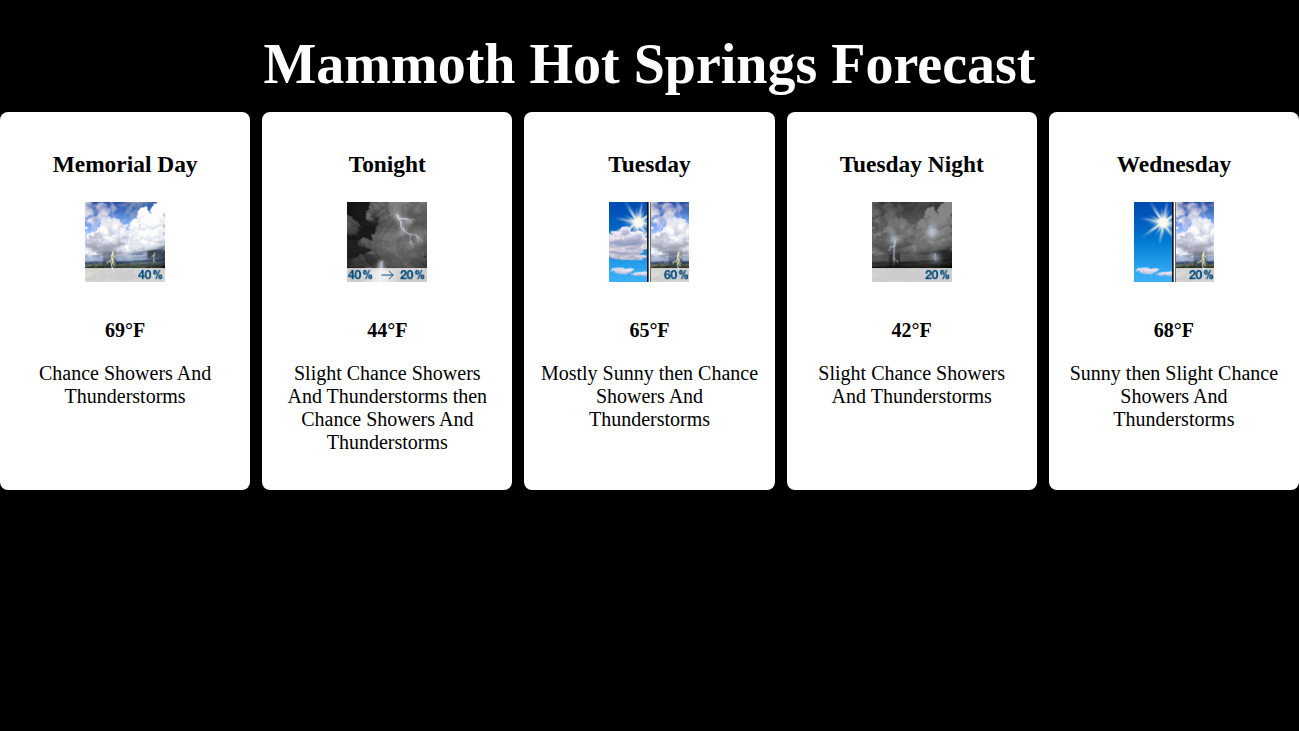 Mammoth Hot Springs Forecast
Memorial Day
40%
69°F
Chance Showers And
Thunderstorms
Tonight
40% → 20%
44°F
Slight Chance Showers
And Thunderstorms then
Chance Showers And
Thunderstorms
Tuesday
60%
65°F
Mostly Sunny then Chance
Showers And
Thunderstorms
Tuesday Night
20%
42°F
Slight Chance Showers
And Thunderstorms
Wednesday
20%
68°F
Sunny then Slight Chance
Showers And
Thunderstorms